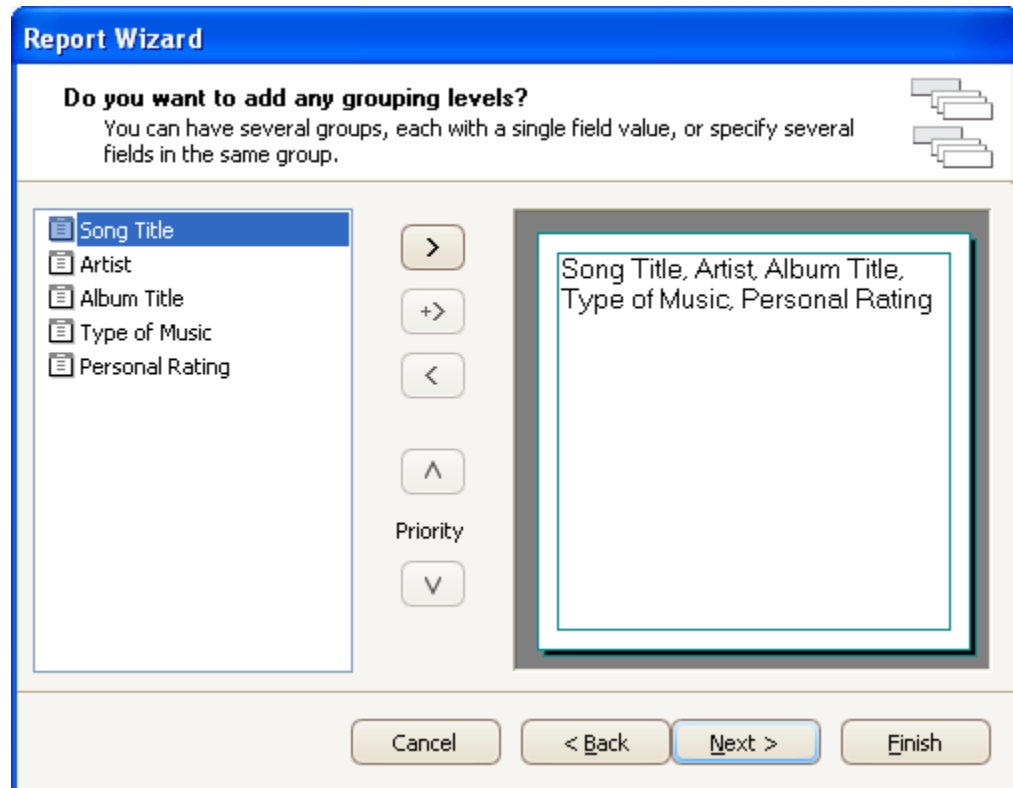 Report Wizard
Do you want to add any grouping levels?
You can have several groups, each with a single field value, or specify several
fields in the same group.
Song Title
Artist
Album Title
Type of Music
Personal Rating
>
+>
<
∧
Priority
∨
Song Title, Artist, Album Title,
Type of Music, Personal Rating
Cancel
< Back
Next >
Finish